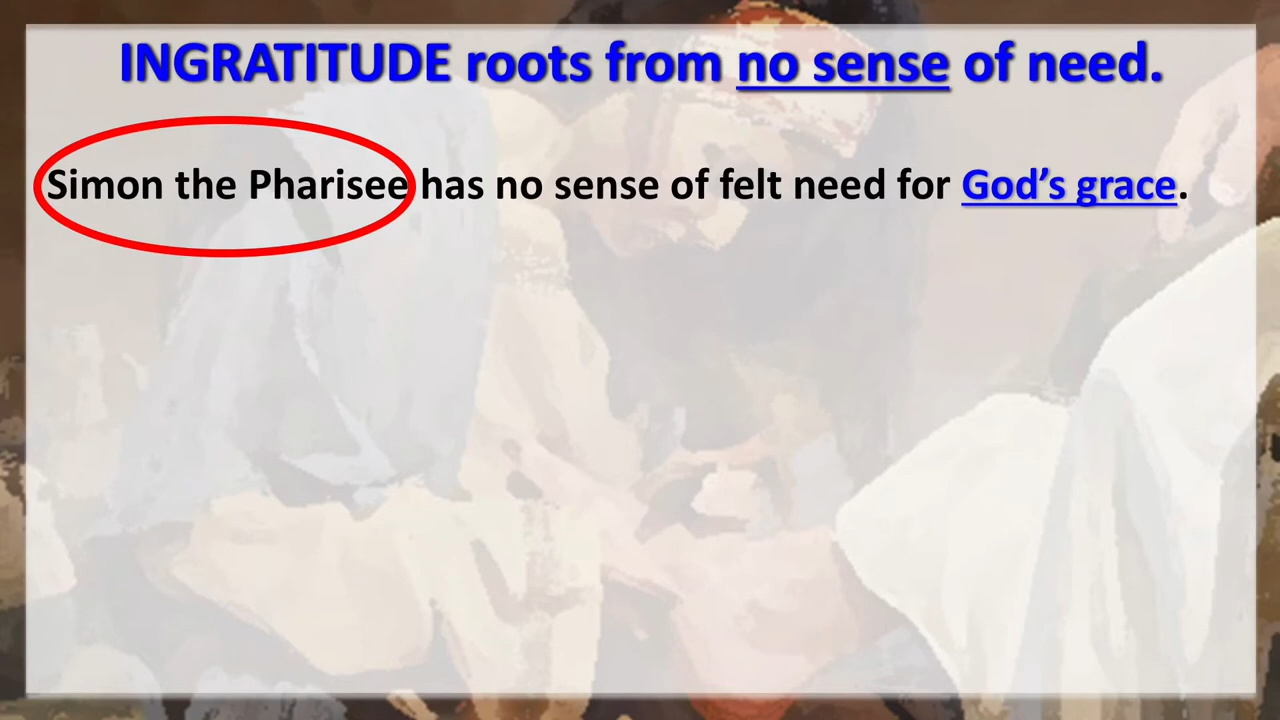 INGRATITUDE roots from no sense of need.
Simon the Pharisee has no sense of felt need for God’s grace.